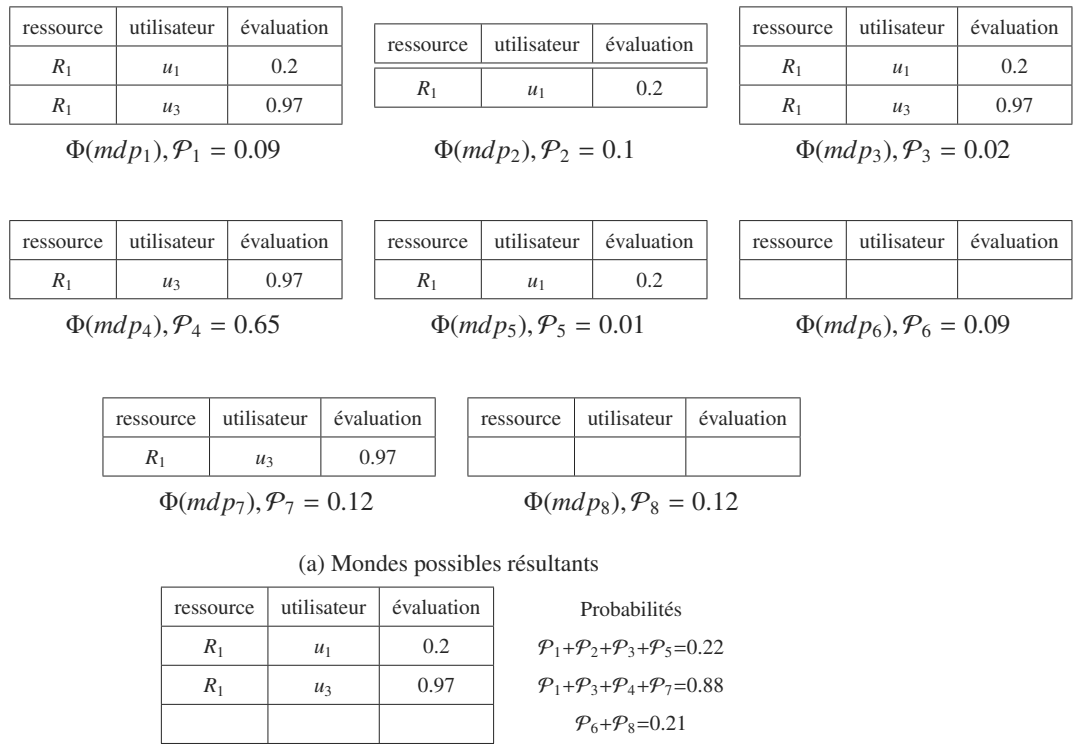 ressource utilisateur évaluation
R₁ u₁ 0.2
R₁ u₃ 0.97
Φ(mdp₁), 𝒫₁ = 0.09
ressource utilisateur évaluation
R₁ u₁ 0.2
Φ(mdp₂), 𝒫₂ = 0.1
ressource utilisateur évaluation
R₁ u₁ 0.2
R₁ u₃ 0.97
Φ(mdp₃), 𝒫₃ = 0.02
ressource utilisateur évaluation
R₁ u₃ 0.97
Φ(mdp₄), 𝒫₄ = 0.65
ressource utilisateur évaluation
R₁ u₁ 0.2
Φ(mdp₅), 𝒫₅ = 0.01
ressource utilisateur évaluation
Φ(mdp₆), 𝒫₆ = 0.09
ressource utilisateur évaluation
R₁ u₃ 0.97
Φ(mdp₇), 𝒫₇ = 0.12
ressource utilisateur évaluation
Φ(mdp₈), 𝒫₈ = 0.12
(a) Mondes possibles résultants
ressource utilisateur évaluation Probabilités
R₁ u₁ 0.2 𝒫₁+𝒫₂+𝒫₃+𝒫₅=0.22
R₁ u₃ 0.97 𝒫₁+𝒫₃+𝒫₄+𝒫₇=0.88
𝒫₆+𝒫₈=0.21